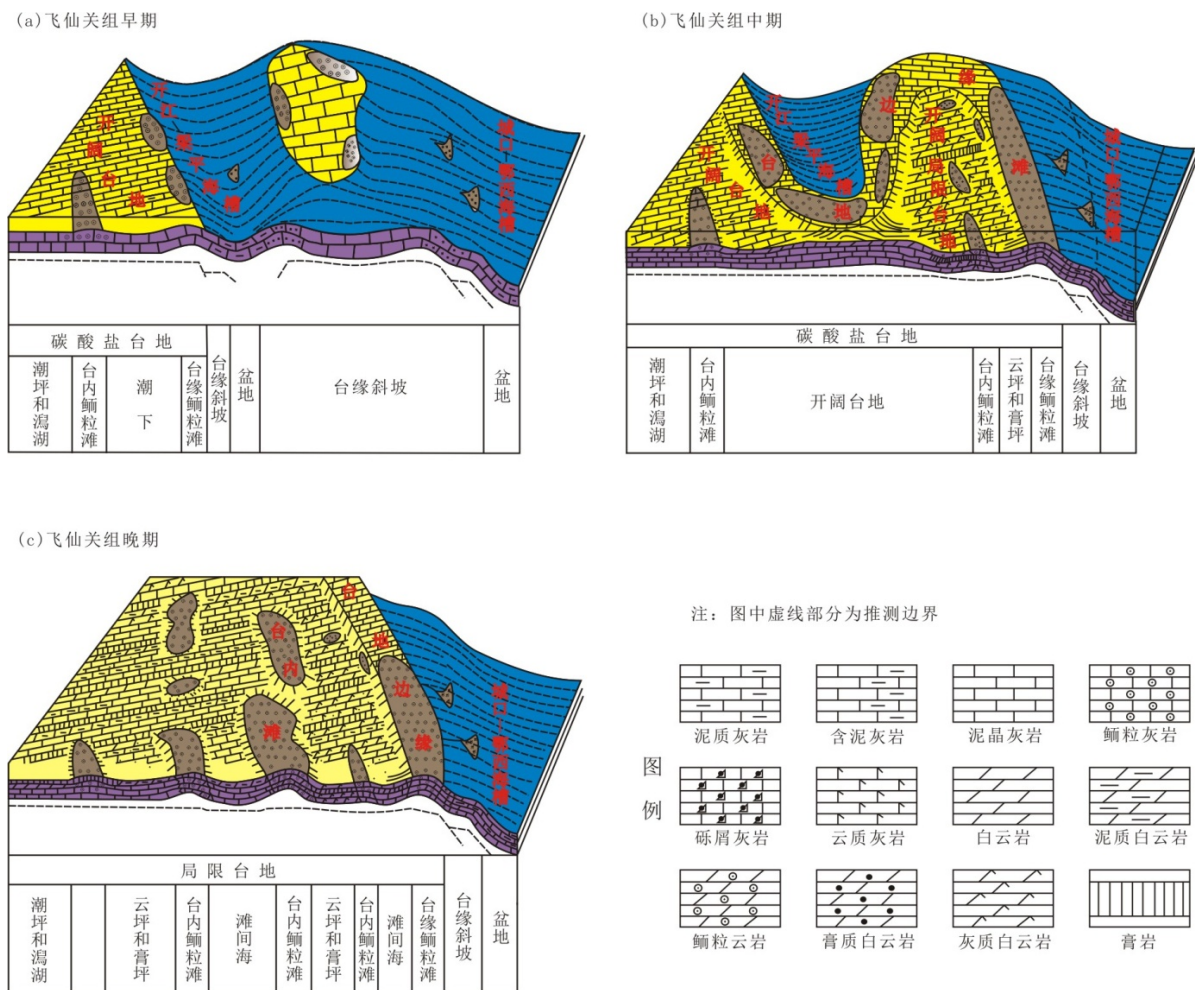 (a)飞仙关组早期
开阔台地
开江-梁平海槽
城口-鄂西海槽
碳酸盐台地
潮坪和潟湖
台内鲕粒滩
潮下
台缘鲕粒滩
台缘斜坡
盆地
台缘斜坡
盆地
(b)飞仙关组中期
开阔台地
台地边缘滩
开江-梁平海槽
开阔-局限台地
城口-鄂西海槽
碳酸盐台地
潮坪和潟湖
台内鲕粒滩
开阔台地
台内鲕粒滩
云坪和膏坪
台缘鲕粒滩
台缘斜坡
盆地
(c)飞仙关组晚期
台内滩
台地边缘
城口-鄂西海槽
局限台地
潮坪和潟湖
云坪和膏坪
台内鲕粒滩
滩间海
台内鲕粒滩
云坪和膏坪
台内鲕粒滩
滩间海
台缘鲕粒滩
台缘斜坡
盆地
注：图中虚线部分为推测边界
图例
泥质灰岩
含泥灰岩
泥晶灰岩
鲕粒灰岩
砾屑灰岩
云质灰岩
白云岩
泥质白云岩
鲕粒云岩
膏质白云岩
灰质白云岩
膏岩